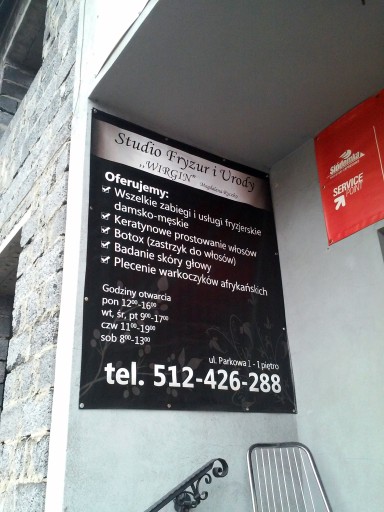 Studio Fryzur i Urody
,,WIRGIN"
Oferujemy:
Wszelkie zabiegi i usługi fryzjerskie
damsko-męskie
Keratynowe prostowanie włosów
Botox (zastrzyk do włosów)
Badanie skóry głowy
Plecenie warkoczyków afrykańskich
Godziny otwarcia
pon 12⁰⁰-16⁰⁰
wt, śr, pt 9⁰⁰-17⁰⁰
czw 11⁰⁰-19⁰⁰
sob 8⁰⁰-13⁰⁰
ul. Parkowa 1 - I piętro
tel. 512-426-288
Siódemka
SERVICE
POINT